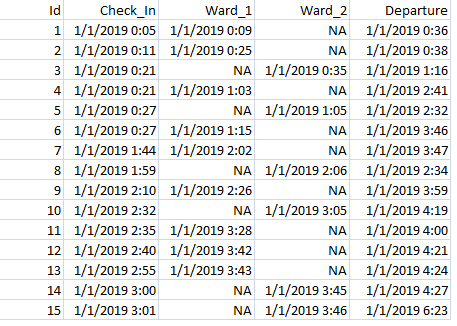 Id Check_In Ward_1 Ward_2 Departure
1 1/1/2019 0:05 1/1/2019 0:09 NA 1/1/2019 0:36
2 1/1/2019 0:11 1/1/2019 0:25 NA 1/1/2019 0:38
3 1/1/2019 0:21 NA 1/1/2019 0:35 1/1/2019 1:16
4 1/1/2019 0:21 1/1/2019 1:03 NA 1/1/2019 2:41
5 1/1/2019 0:27 NA 1/1/2019 1:05 1/1/2019 2:32
6 1/1/2019 0:27 1/1/2019 1:15 NA 1/1/2019 3:46
7 1/1/2019 1:44 1/1/2019 2:02 NA 1/1/2019 3:47
8 1/1/2019 1:59 NA 1/1/2019 2:06 1/1/2019 2:34
9 1/1/2019 2:10 1/1/2019 2:26 NA 1/1/2019 3:59
10 1/1/2019 2:32 NA 1/1/2019 3:05 1/1/2019 4:19
11 1/1/2019 2:35 1/1/2019 3:28 NA 1/1/2019 4:00
12 1/1/2019 2:40 1/1/2019 3:42 NA 1/1/2019 4:21
13 1/1/2019 2:55 1/1/2019 3:43 NA 1/1/2019 4:24
14 1/1/2019 3:00 NA 1/1/2019 3:45 1/1/2019 4:27
15 1/1/2019 3:01 NA 1/1/2019 3:46 1/1/2019 6:23